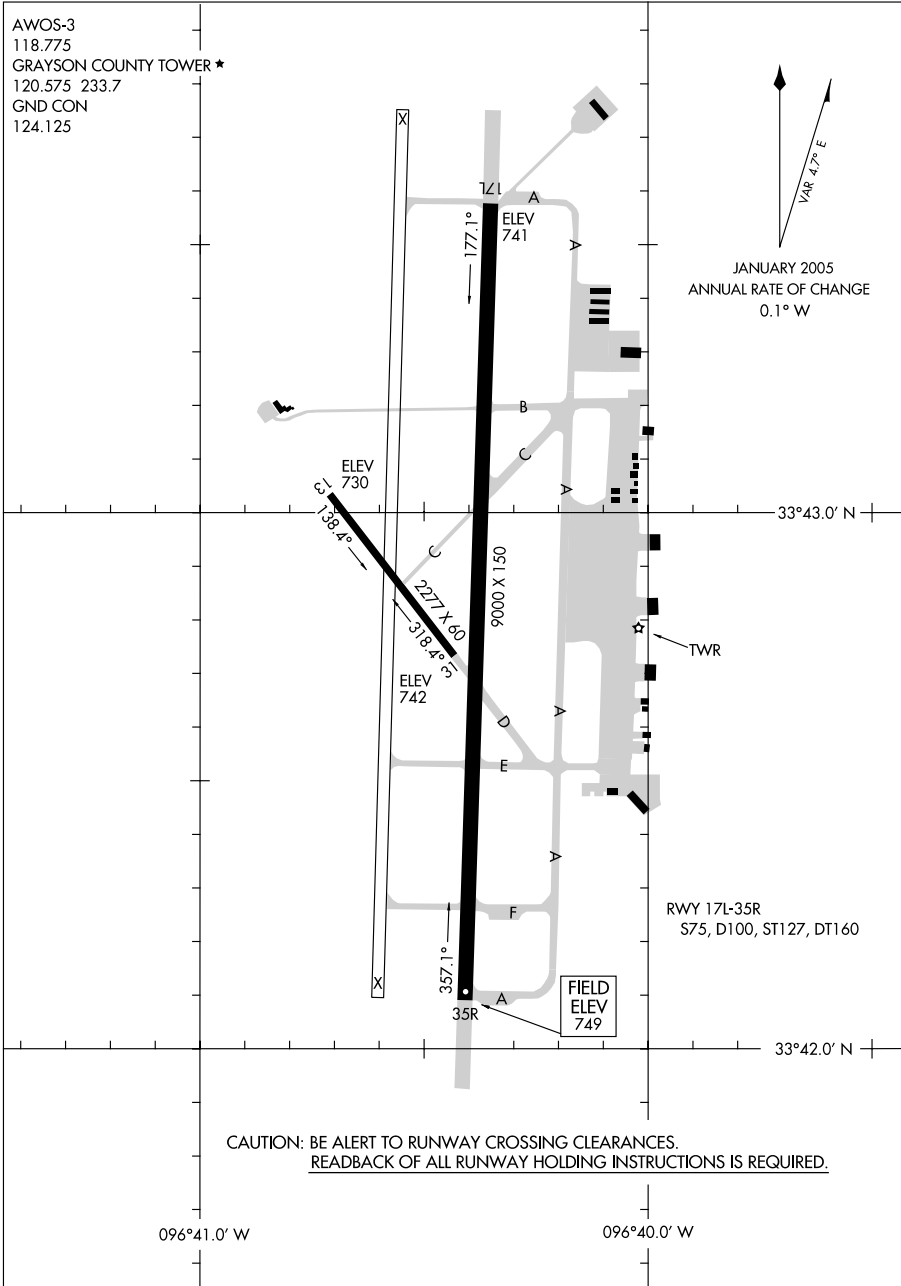 AWOS-3
118.775
GRAYSON COUNTY TOWER ★
120.575 233.7
GND CON
124.125
X
VAR 4.7° E
JANUARY 2005
ANNUAL RATE OF CHANGE
0.1° W
17L
A
ELEV
741
177.1°
A
B
C
ELEV
730
13
138.4°
A
33°43.0' N
C
9000 X 150
2277 X 60
318.4°
31
TWR
ELEV
742
D
A
E
A
F
RWY 17L-35R
S75, D100, ST127, DT160
357.1°
X
A
35R
FIELD
ELEV
749
33°42.0' N
CAUTION: BE ALERT TO RUNWAY CROSSING CLEARANCES.
READBACK OF ALL RUNWAY HOLDING INSTRUCTIONS IS REQUIRED.
096°41.0' W
096°40.0' W